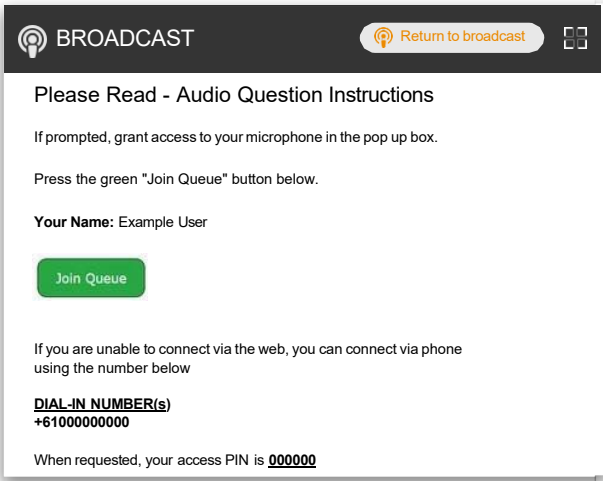 BROADCAST
Return to broadcast
Please Read - Audio Question Instructions
If prompted, grant access to your microphone in the pop up box.
Press the green "Join Queue" button below.
Your Name: Example User
Join Queue
If you are unable to connect via the web, you can connect via phone
using the number below
DIAL-IN NUMBER(s)
+61000000000
When requested, your access PIN is 000000